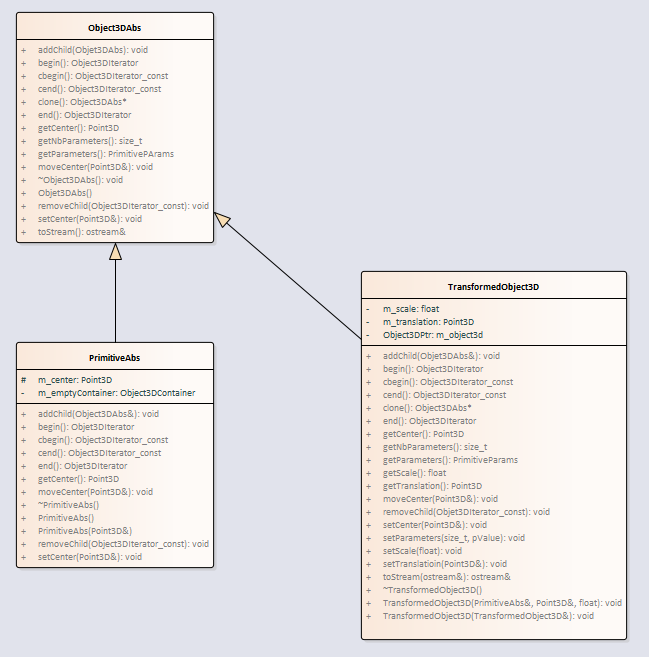 Object3DAbs
+ addChild(Objet3DAbs): void
+ begin(): Object3DIterator
+ cbegin(): Object3DIterator_const
+ cend(): Object3DIterator_const
+ clone(): Object3DAbs*
+ end(): Object3DIterator
+ getCenter(): Point3D
+ getNbParameters(): size_t
+ getParameters(): PrimitivePArams
+ moveCenter(Point3D&): void
+ ~Object3DAbs(): void
+ Objet3DAbs()
+ removeChild(Object3DIterator_const): void
+ setCenter(Point3D&): void
+ toStream(): ostream&
PrimitiveAbs
# m_center: Point3D
- m_emptyContainer: Object3DContainer
+ addChild(Object3DAbs&): void
+ begin(): Objet3DIterator
+ cbegin(): Object3DIterator_const
+ cend(): Object3DIterator_const
+ end(): Objet3DIterator
+ getCenter(): Point3D
+ moveCenter(Point3D&): void
+ ~PrimitiveAbs()
+ PrimitiveAbs()
+ PrimitiveAbs(Point3D&)
+ removeChild(Object3DIterator_const): void
+ setCenter(Point3D&): void
TransformedObject3D
- m_scale: float
- m_translation: Point3D
- Object3DPtr: m_object3d
+ addChild(Objet3DAbs&): void
+ begin(): Object3DIterator
+ cbegin(): Object3DIterator_const
+ cend(): Object3DIterator_const
+ clone(): Object3DAbs*
+ end(): Object3DIterator
+ getCenter(): Point3D
+ getNbParameters(): size_t
+ getParameters(): PrimitiveParams
+ getScale(): float
+ getTranslation(): Point3D
+ moveCenter(Point3D&): void
+ removeChild(Objet3DIterator_const): void
+ setCenter(Point3D&): void
+ setParameters(size_t, pValue): void
+ setScale(float): void
+ setTranslatioin(Point3D&): void
+ toStream(ostream&): ostream&
+ ~TransformedObject3D()
+ TransformedObject3D(PrimitiveAbs&, Point3D&, float): void
+ TransformedObject3D(TransformedObject3D&): void